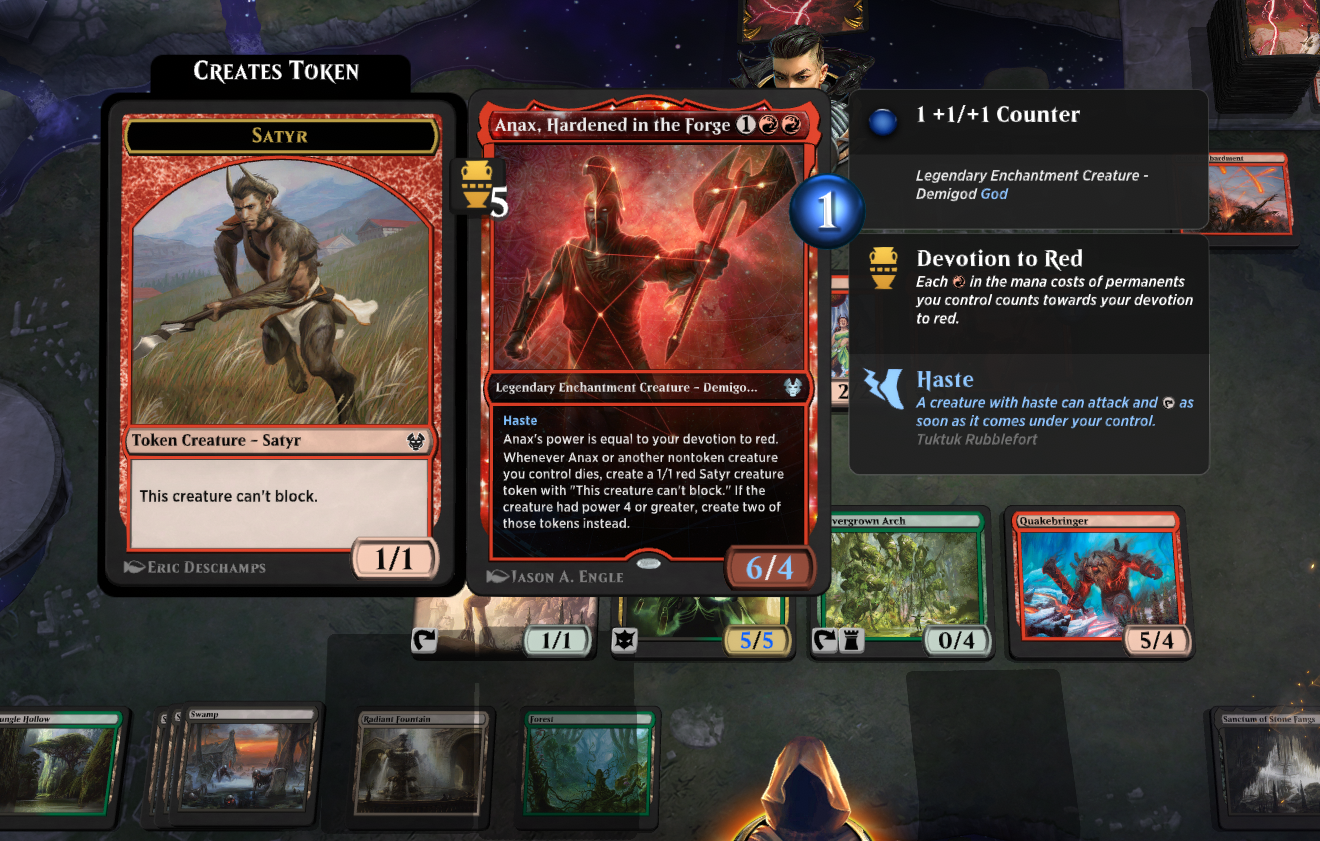 CREATES TOKEN
SATYR
Token Creature – Satyr
This creature can't block.
1/1
ERIC DESCHAMPS
5
Anax, Hardened in the Forge 1
1
Legendary Enchantment Creature – Demigo...
Haste
Anax's power is equal to your devotion to red.
Whenever Anax or another nontoken creature
you control dies, create a 1/1 red Satyr creature
token with "This creature can't block." If the
creature had power 4 or greater, create two of
those tokens instead.
6/4
JASON A. ENGLE
1 +1/+1 Counter
Legendary Enchantment Creature -
Demigod God
Devotion to Red
Each in the mana costs of permanents
you control counts towards your devotion
to red.
Haste
A creature with haste can attack and as
soon as it comes under your control.
Tuktuk Rubblefort
2
vergrown Arch
Quakebringer
1/1
5/5
0/4
5/4
ungle Hollow
S
S
Swamp
Radiant Fountain
Forest
Sanctum of Stone Fangs